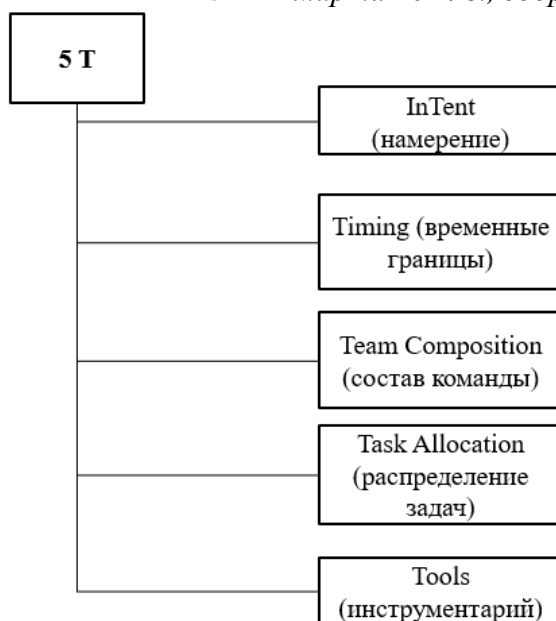 5 T
InTent
(намерение)
Timing (временные
границы)
Team Composition
(состав команды)
Task Allocation
(распределение
задач)
Tools
(инструментарий)